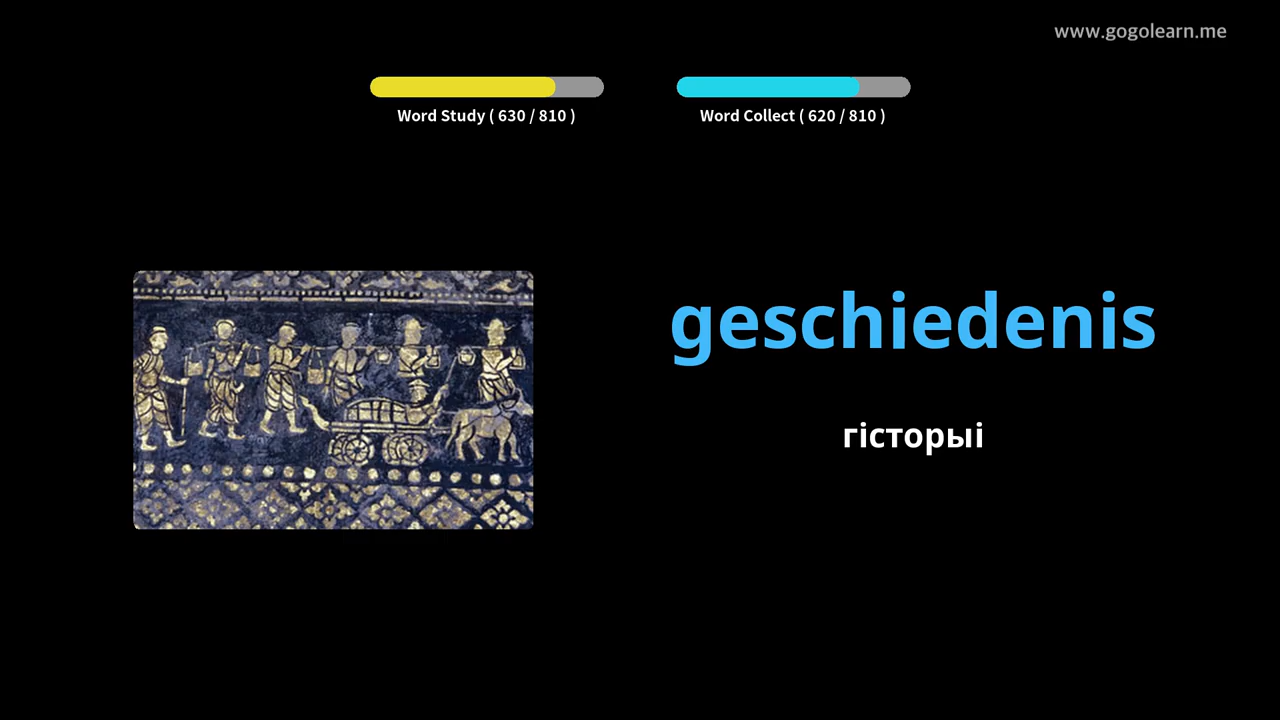 www.gogolearn.me
Word Study ( 630 / 810 )
Word Collect ( 620 / 810 )
geschiedenis
гісторыі